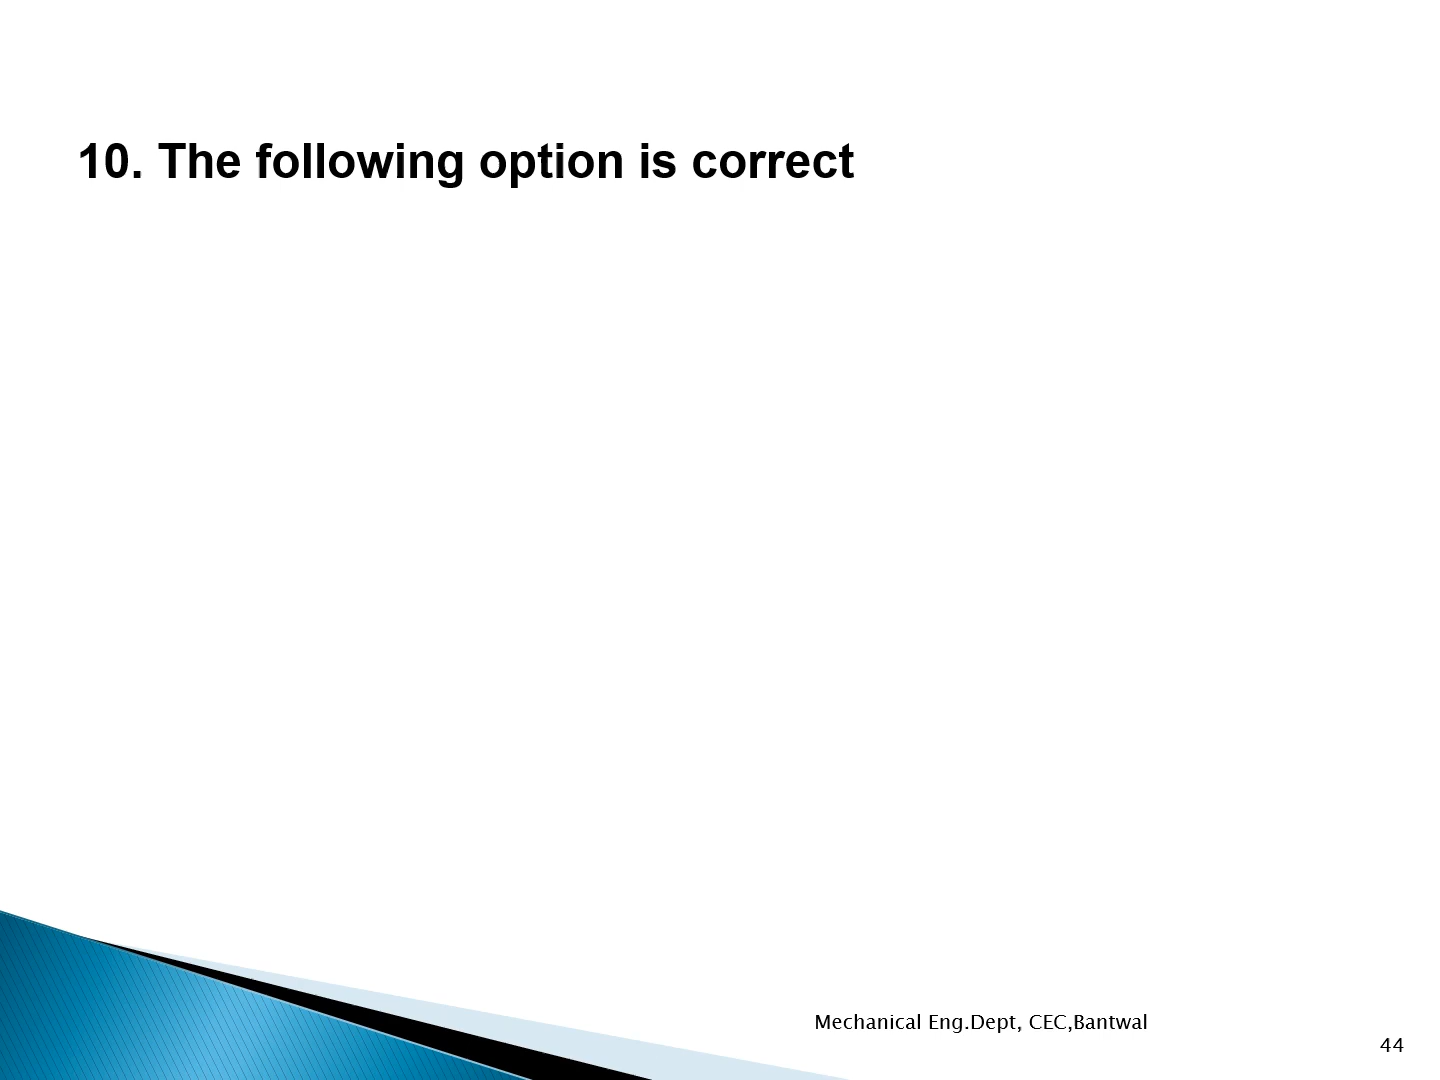 10. The following option is correct
Mechanical Eng.Dept, CEC,Bantwal
44